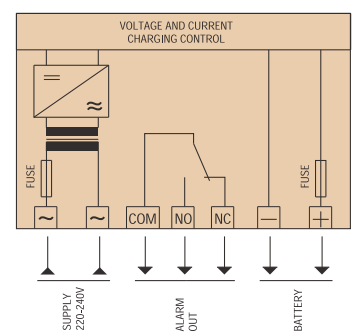 VOLTAGE AND CURRENT
CHARGING CONTROL
FUSE
FUSE
COM
NO
NC
SUPPLY
220-240V
ALARM
OUT
BATTERY